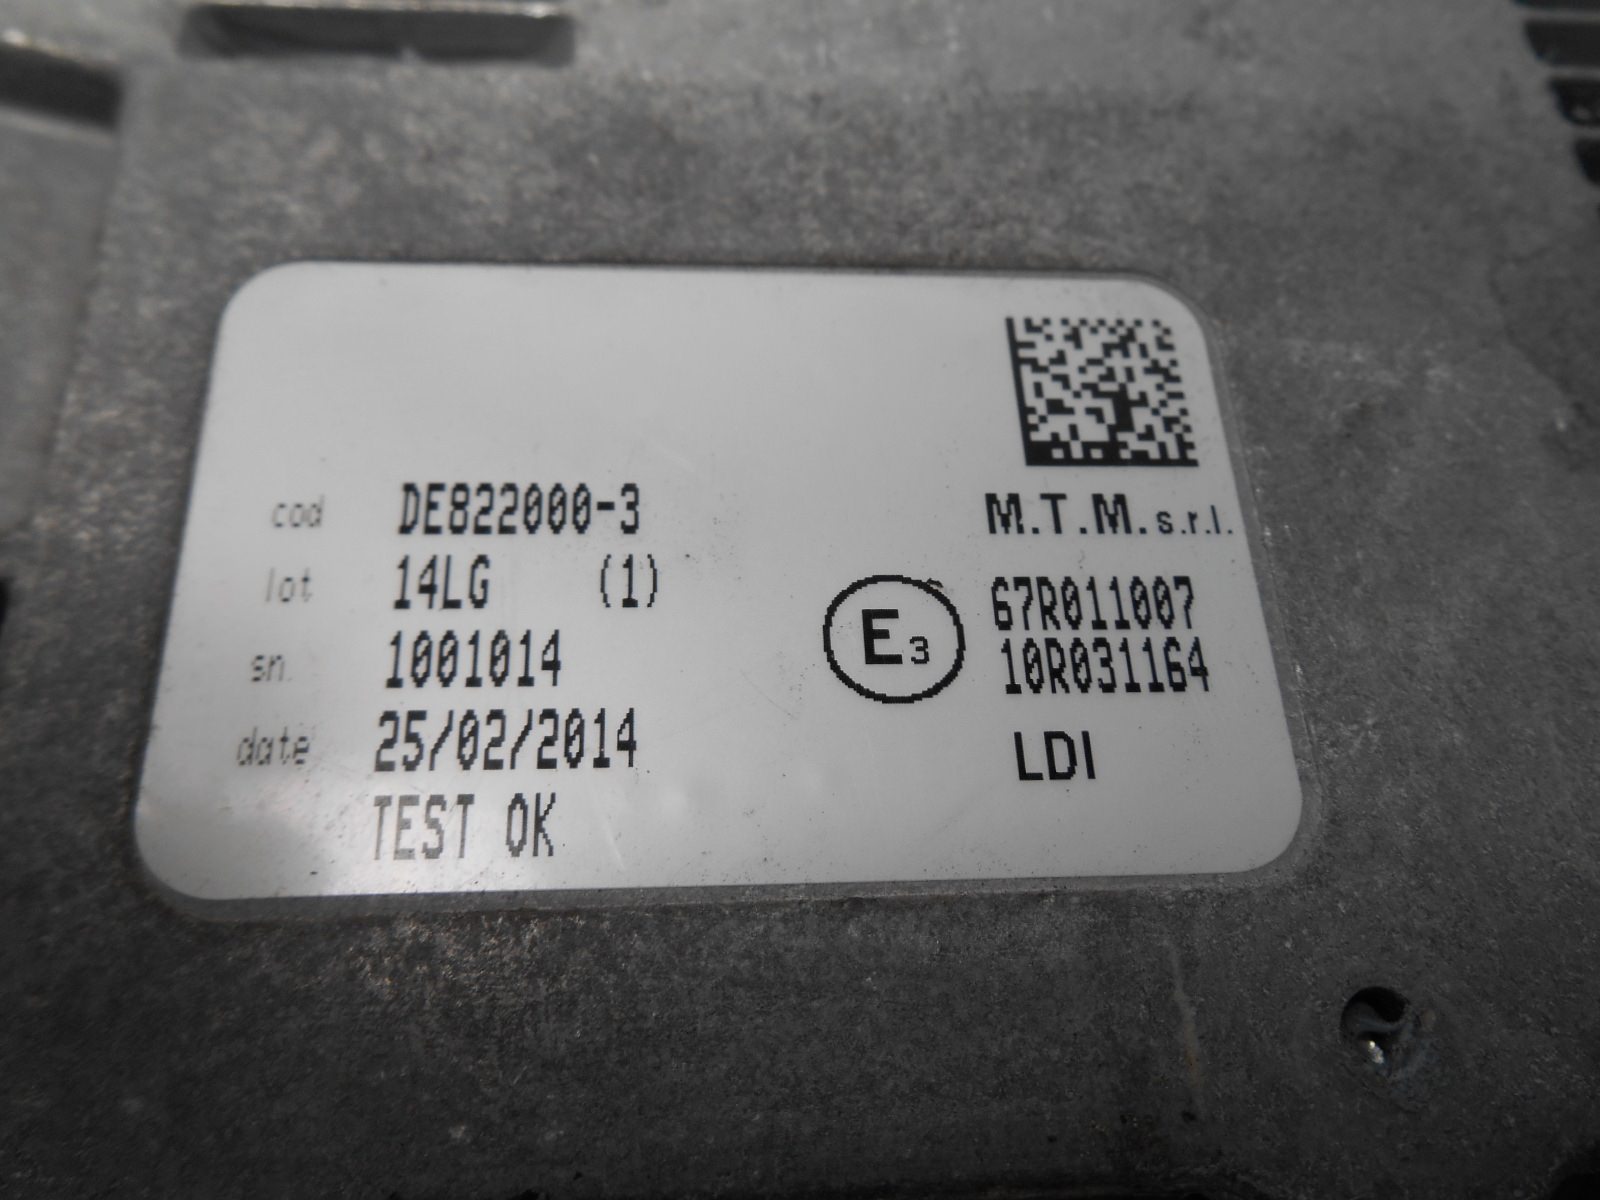 cod DE822000-3
lot 14LG (1)
sn. 1001014
date 25/02/2014
TEST OK
M.T.M. s.r.l.
E3
67R011007
10R031164
LDI